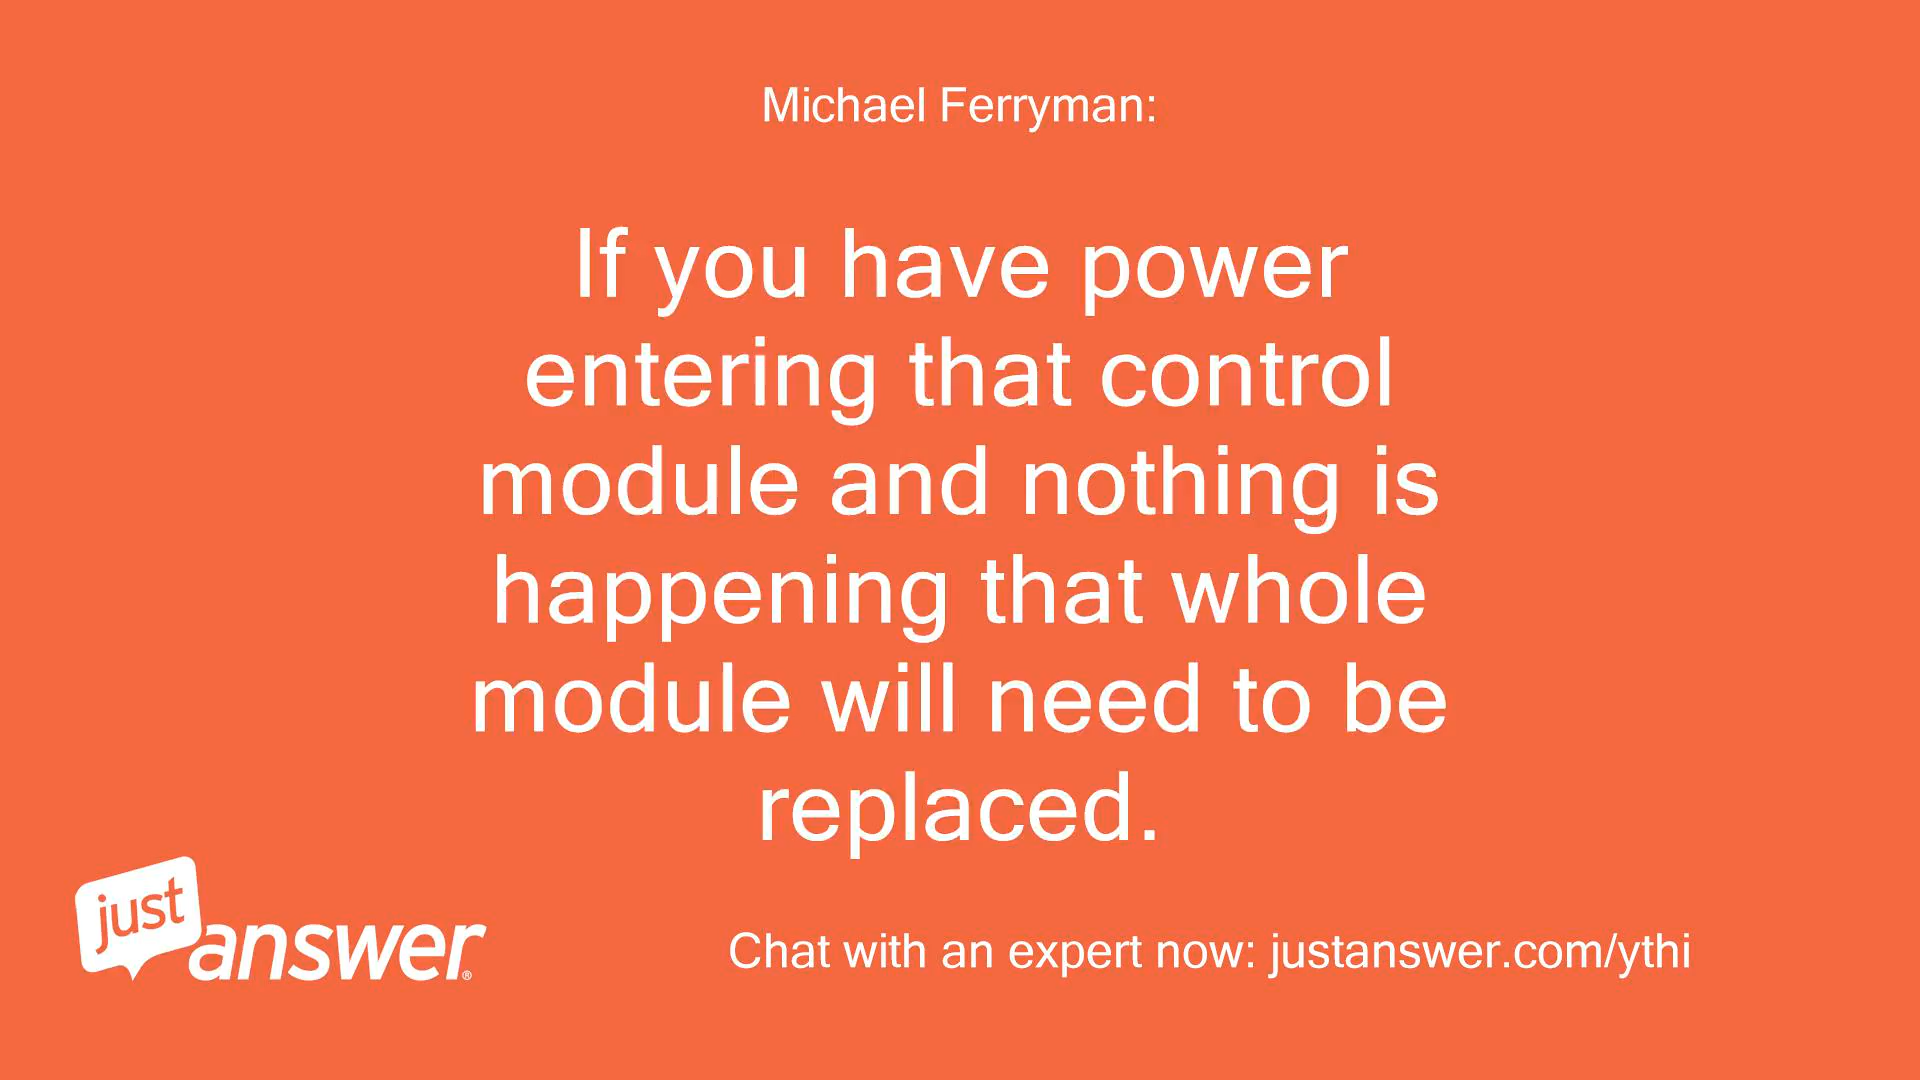 Michael Ferryman:
If you have power
entering that control
module and nothing is
happening that whole
module will need to be
replaced.
just
answer®
Chat with an expert now: justanswer.com/ythi